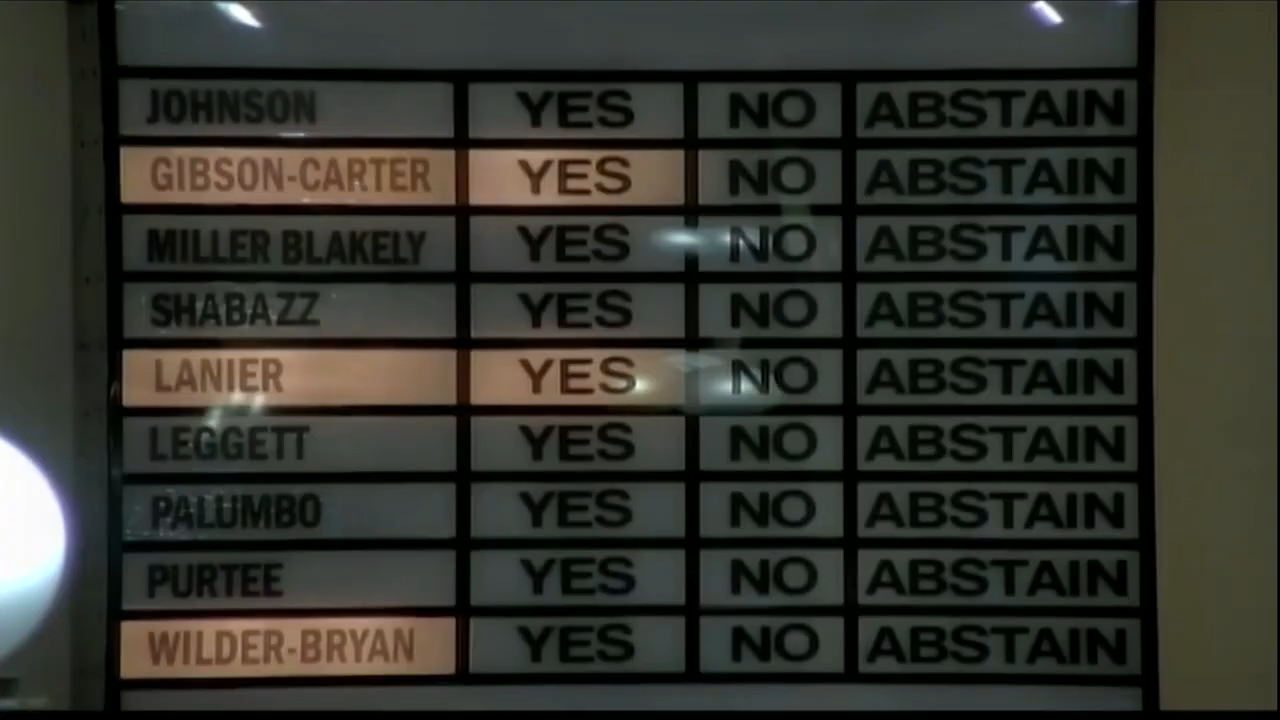 JOHNSON YES NO ABSTAIN
GIBSON-CARTER YES NO ABSTAIN
MILLER BLAKELY YES NO ABSTAIN
SHABAZZ YES NO ABSTAIN
LANIER YES NO ABSTAIN
LEGGETT YES NO ABSTAIN
PALUMBO YES NO ABSTAIN
PURTEE YES NO ABSTAIN
WILDER-BRYAN YES NO ABSTAIN